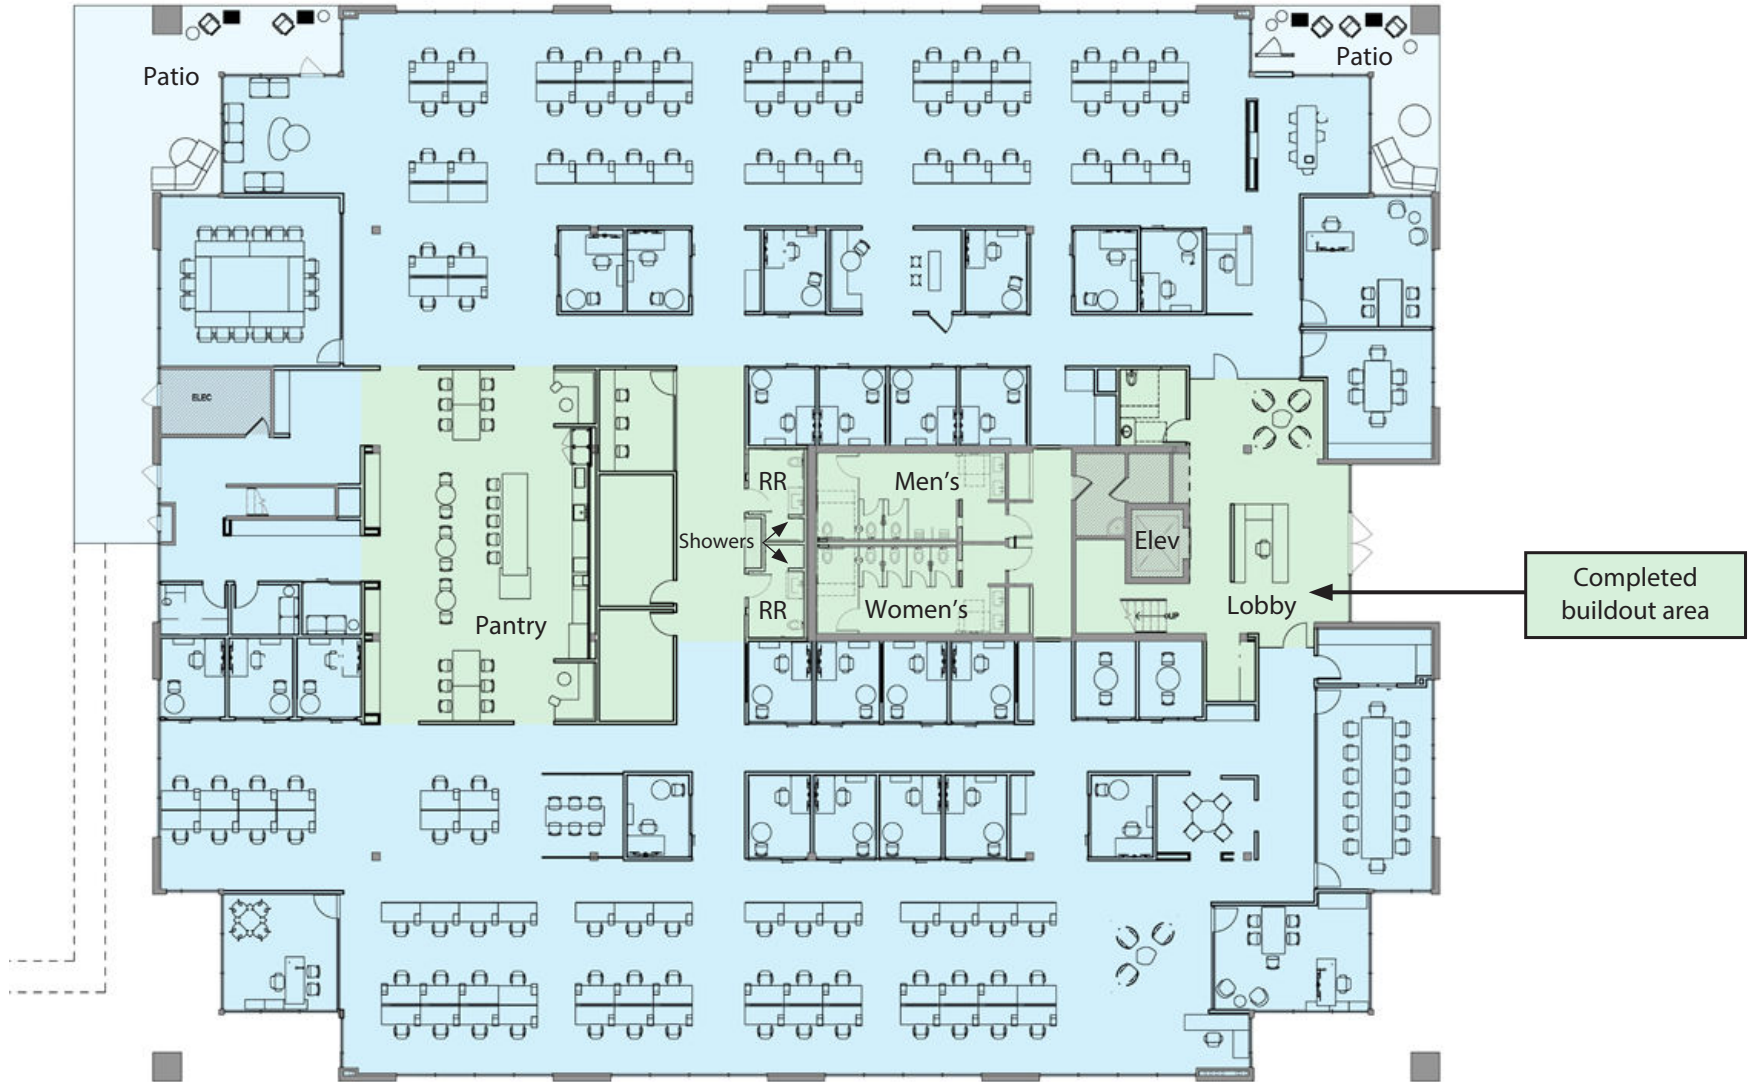 Patio
Patio
ELEC
RR
Men's
Showers
Elev
RR
Women's
Lobby
Pantry
Completed
buildout area